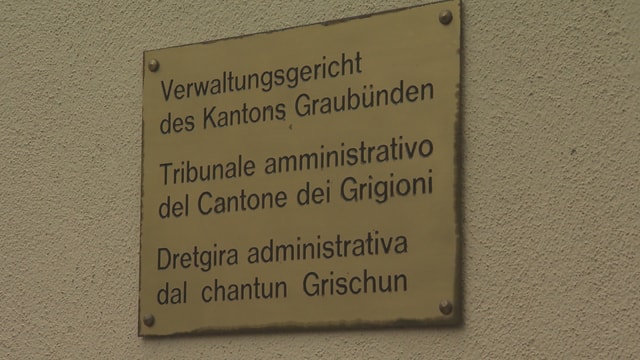 Verwaltungsgericht
des Kantons Graubünden
Tribunale amministrativo
del Cantone dei Grigioni
Dretgira administrativa
dal chantun Grischun